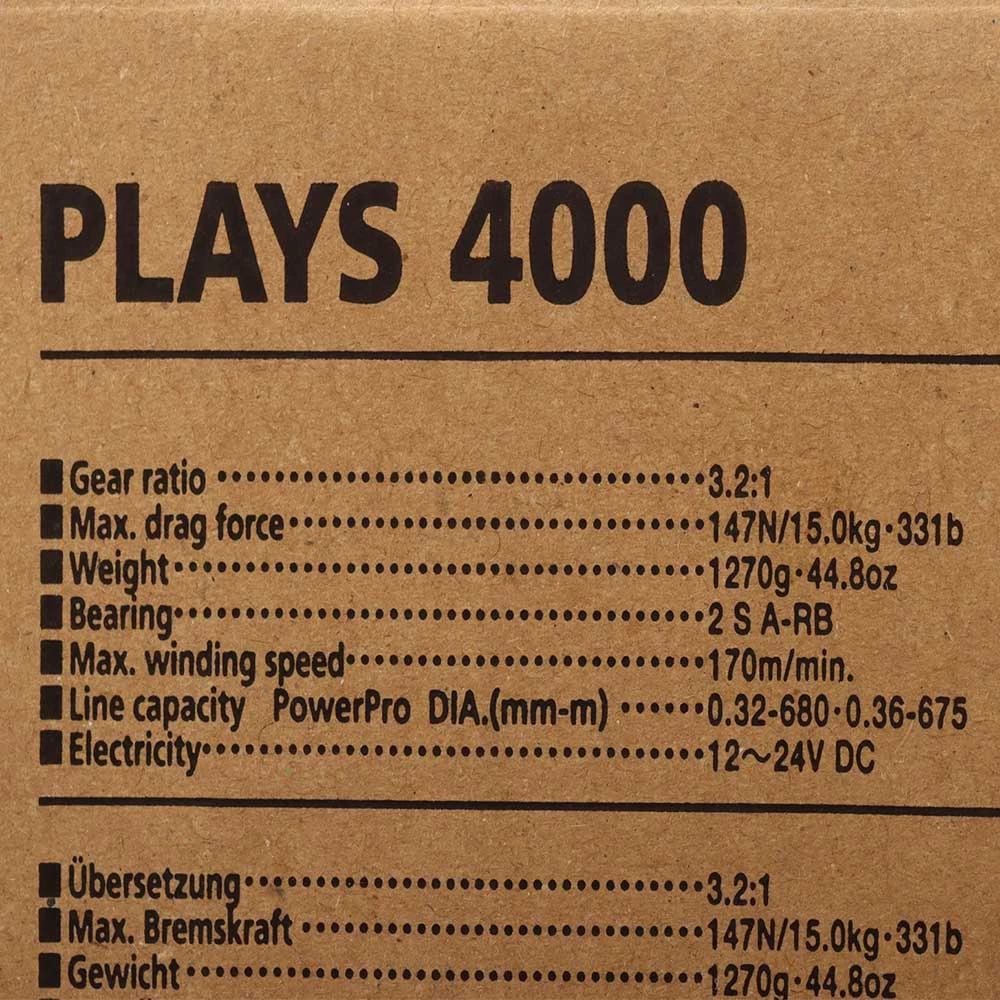 PLAYS 4000
■Gear ratio ･･････････････････････････････3.2:1
■Max. drag force･･････････････････････････147N/15.0kg･331b
■Weight･････････････････････････････････1270g･44.8oz
■Bearing････････････････････････････････2 S A-RB
■Max. winding speed･･････････････････････170m/min.
■Line capacity PowerPro DIA.(mm-m) ･･････0.32-680･0.36-675
■Electricity･･･････････････････････････････12～24V DC
■Übersetzung････････････････････････････3.2:1
■Max. Bremskraft ････････････････････････147N/15.0kg･331b
■Gewicht････････････････････････････････1270g･44.8oz